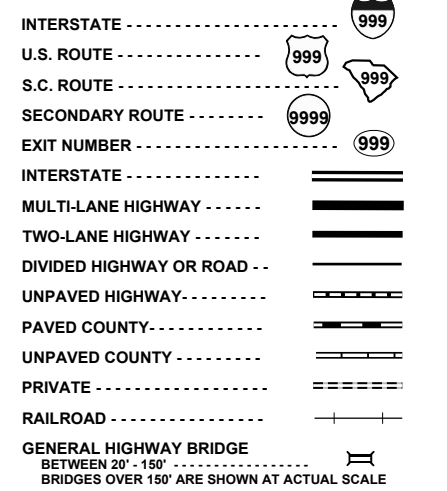 INTERSTATE - - - - - - - - - - - - - - - - - - - - - 999
U.S. ROUTE - - - - - - - - - - - - - - 999
S.C. ROUTE - - - - - - - - - - - - - - - - - - - - - 999
SECONDARY ROUTE - - - - - - - - 9999
EXIT NUMBER - - - - - - - - - - - - - - - - - - - - 999
INTERSTATE - - - - - - - - - - - - - -
MULTI-LANE HIGHWAY - - - - - -
TWO-LANE HIGHWAY - - - - - - -
DIVIDED HIGHWAY OR ROAD - -
UNPAVED HIGHWAY- - - - - - - - -
PAVED COUNTY- - - - - - - - - - - -
UNPAVED COUNTY - - - - - - - - -
PRIVATE - - - - - - - - - - - - - - - - - -
RAILROAD - - - - - - - - - - - - - - - -
GENERAL HIGHWAY BRIDGE
BETWEEN 20' - 150' - - - - - - - - - - - - - - - - -
BRIDGES OVER 150' ARE SHOWN AT ACTUAL SCALE